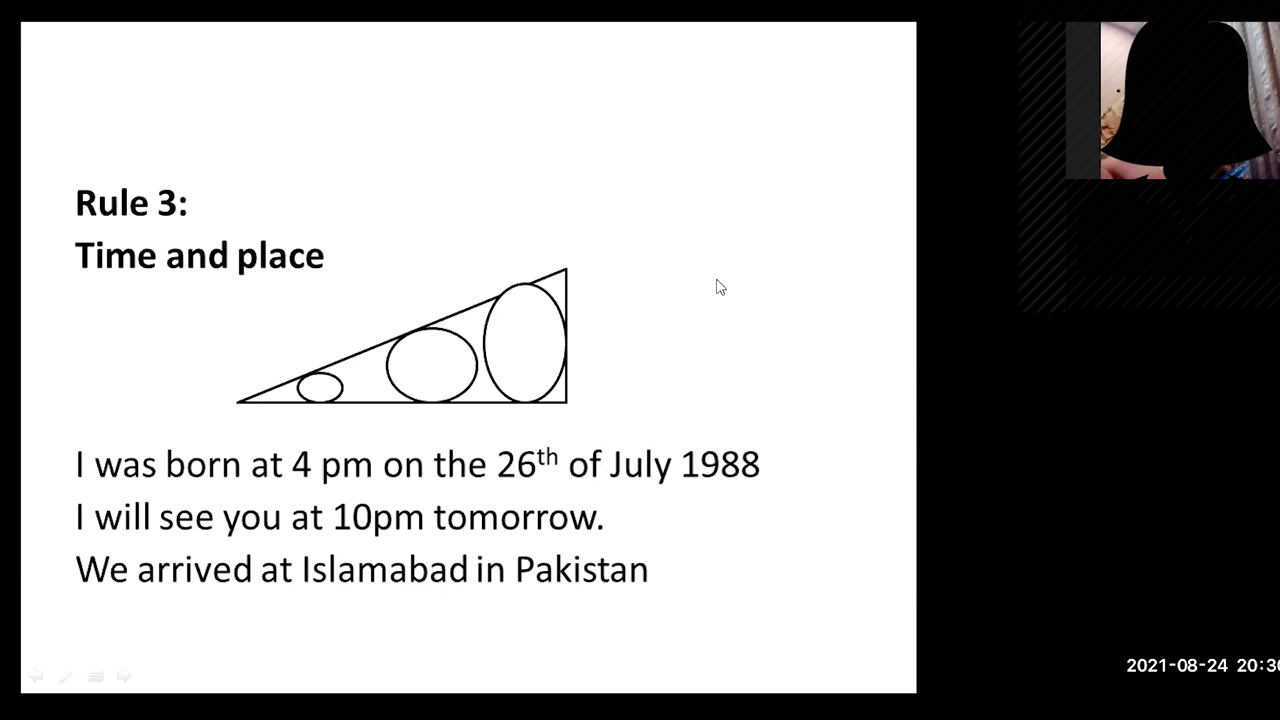 Rule 3:
Time and place
I was born at 4 pm on the 26th of July 1988
I will see you at 10pm tomorrow.
We arrived at Islamabad in Pakistan
2021-08-24 20:30